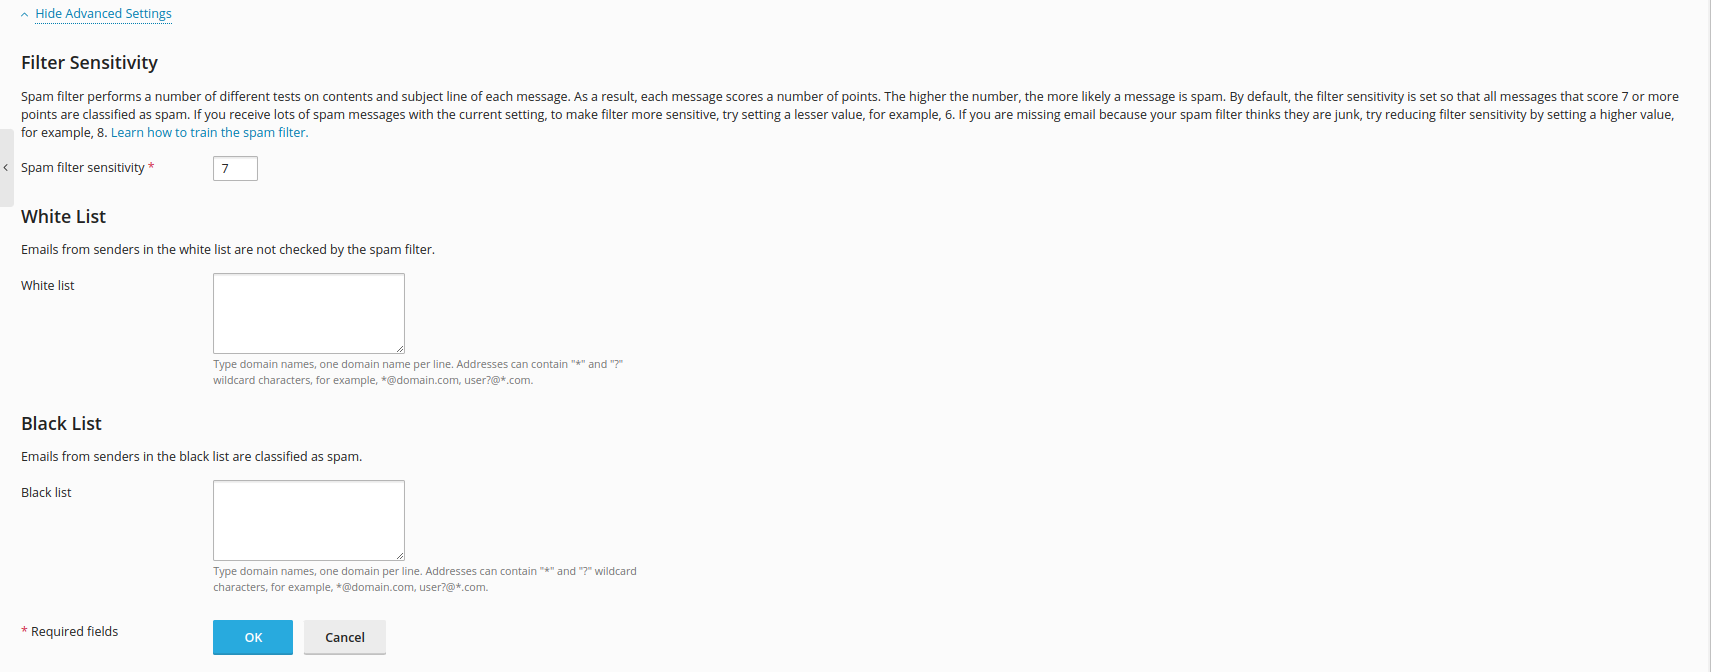 Hide Advanced Settings
Filter Sensitivity
Spam filter performs a number of different tests on contents and subject line of each message. As a result, each message scores a number of points. The higher the number, the more likely a message is spam. By default, the filter sensitivity is set so that all messages that score 7 or more
points are classified as spam. If you receive lots of spam messages with the current setting, to make filter more sensitive, try setting a lesser value, for example, 6. If you are missing email because your spam filter thinks they are junk, try reducing filter sensitivity by setting a higher value,
for example, 8. Learn how to train the spam filter.
Spam filter sensitivity * 7
White List
Emails from senders in the white list are not checked by the spam filter.
White list
Type domain names, one domain name per line. Addresses can contain "*" and "?"
wildcard characters, for example, *@domain.com, user?@*.com.
Black List
Emails from senders in the black list are classified as spam.
Black list
Type domain names, one domain per line. Addresses can contain "*" and "?" wildcard
characters, for example, *@domain.com, user?@*.com.
* Required fields OK Cancel